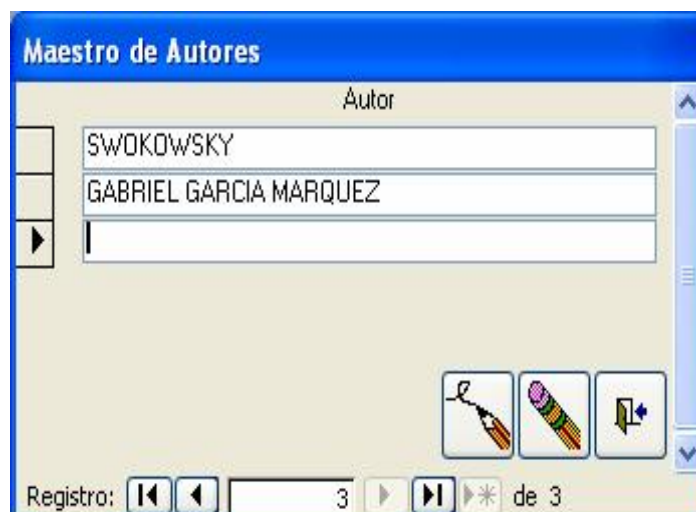 Maestro de Autores
Autor
SWOKOWSKY
GABRIEL GARCIA MARQUEZ
Registro: 3 de 3